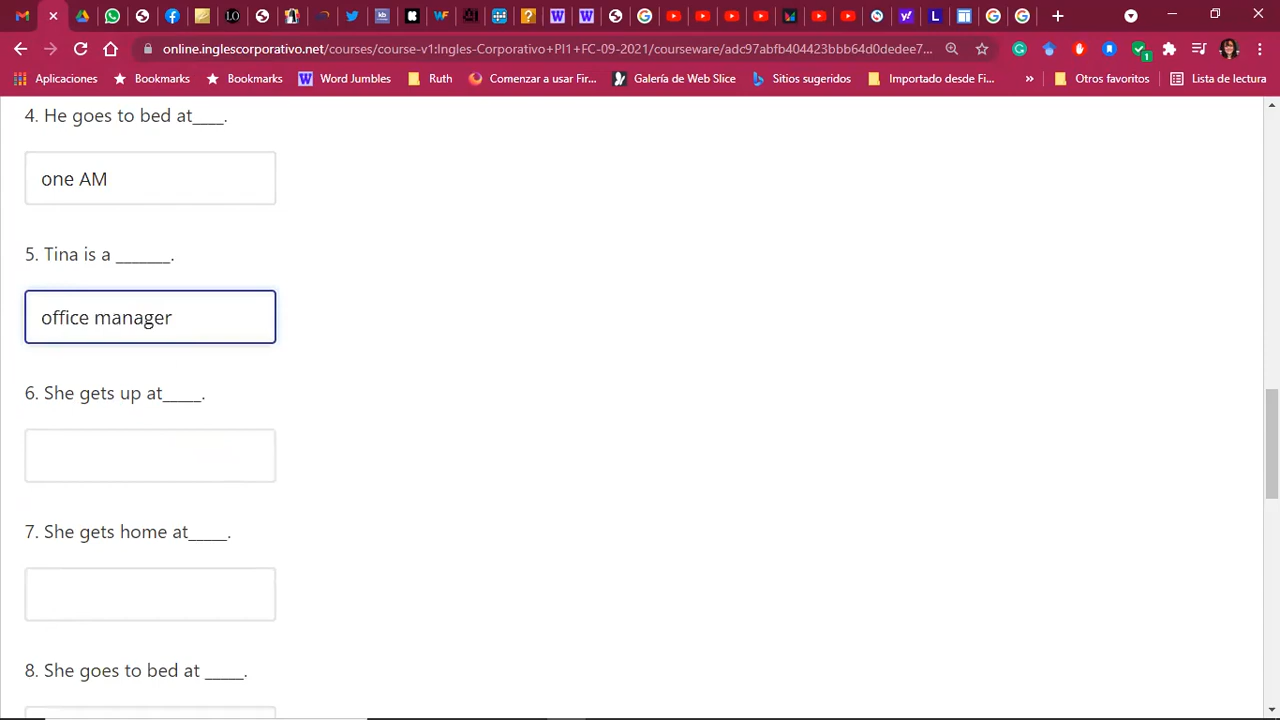 online.inglescorporativo.net/courses/course-v1:Ingles-Corporativo+PI1+FC-09-2021/courseware/adc97abfb404423bbb64d0dedee7...
Aplicaciones Bookmarks Bookmarks Word Jumbles Ruth Comenzar a usar Fir... Galería de Web Slice Sitios sugeridos Importado desde Fi... » Otros favoritos Lista de lectura
4. He goes to bed at____.
one AM
5. Tina is a _______.
office manager
6. She gets up at_____.
7. She gets home at_____.
8. She goes to bed at _____.